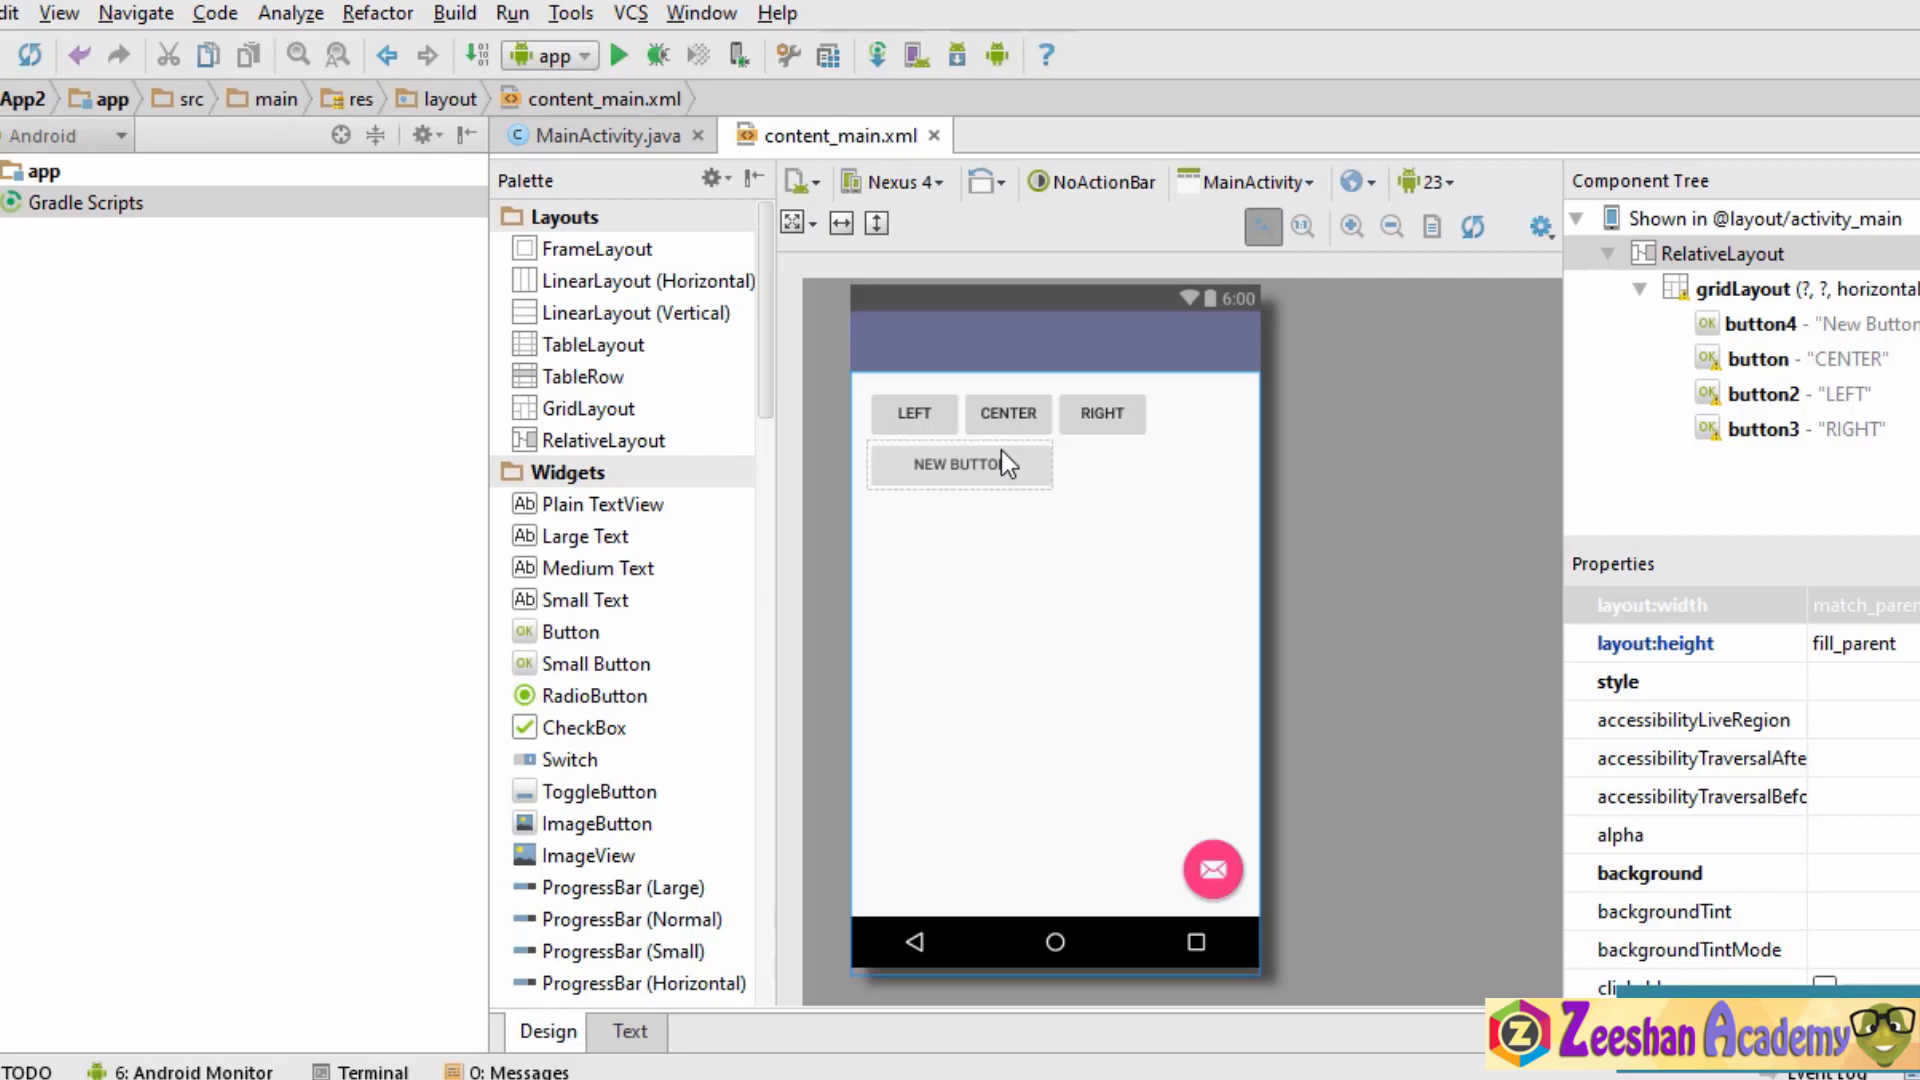 dit View Navigate Code Analyze Refactor Build Run Tools VCS Window Help
app
App2 app src main res layout content_main.xml
Android
MainActivity.java content_main.xml
app
Gradle Scripts
Palette
Layouts
FrameLayout
LinearLayout (Horizontal)
LinearLayout (Vertical)
TableLayout
TableRow
GridLayout
RelativeLayout
Widgets
Plain TextView
Large Text
Medium Text
Small Text
Button
Small Button
RadioButton
CheckBox
Switch
ToggleButton
ImageButton
ImageView
ProgressBar (Large)
ProgressBar (Normal)
ProgressBar (Small)
ProgressBar (Horizontal)
Nexus 4 NoActionBar MainActivity 23
6:00
LEFT CENTER RIGHT
NEW BUTTO
Component Tree
Shown in @layout/activity_main
RelativeLayout
gridLayout (?, ?, horizontal
button4 - "New Button
button - "CENTER"
button2 - "LEFT"
button3 - "RIGHT"
Properties
layout:width match_paren
layout:height fill_parent
style
accessibilityLiveRegion
accessibilityTraversalAfte
accessibilityTraversalBefo
alpha
background
backgroundTint
backgroundTintMode
Design Text
Zeeshan Academy
TODO 6: Android Monitor Terminal 0: Messages Event Log